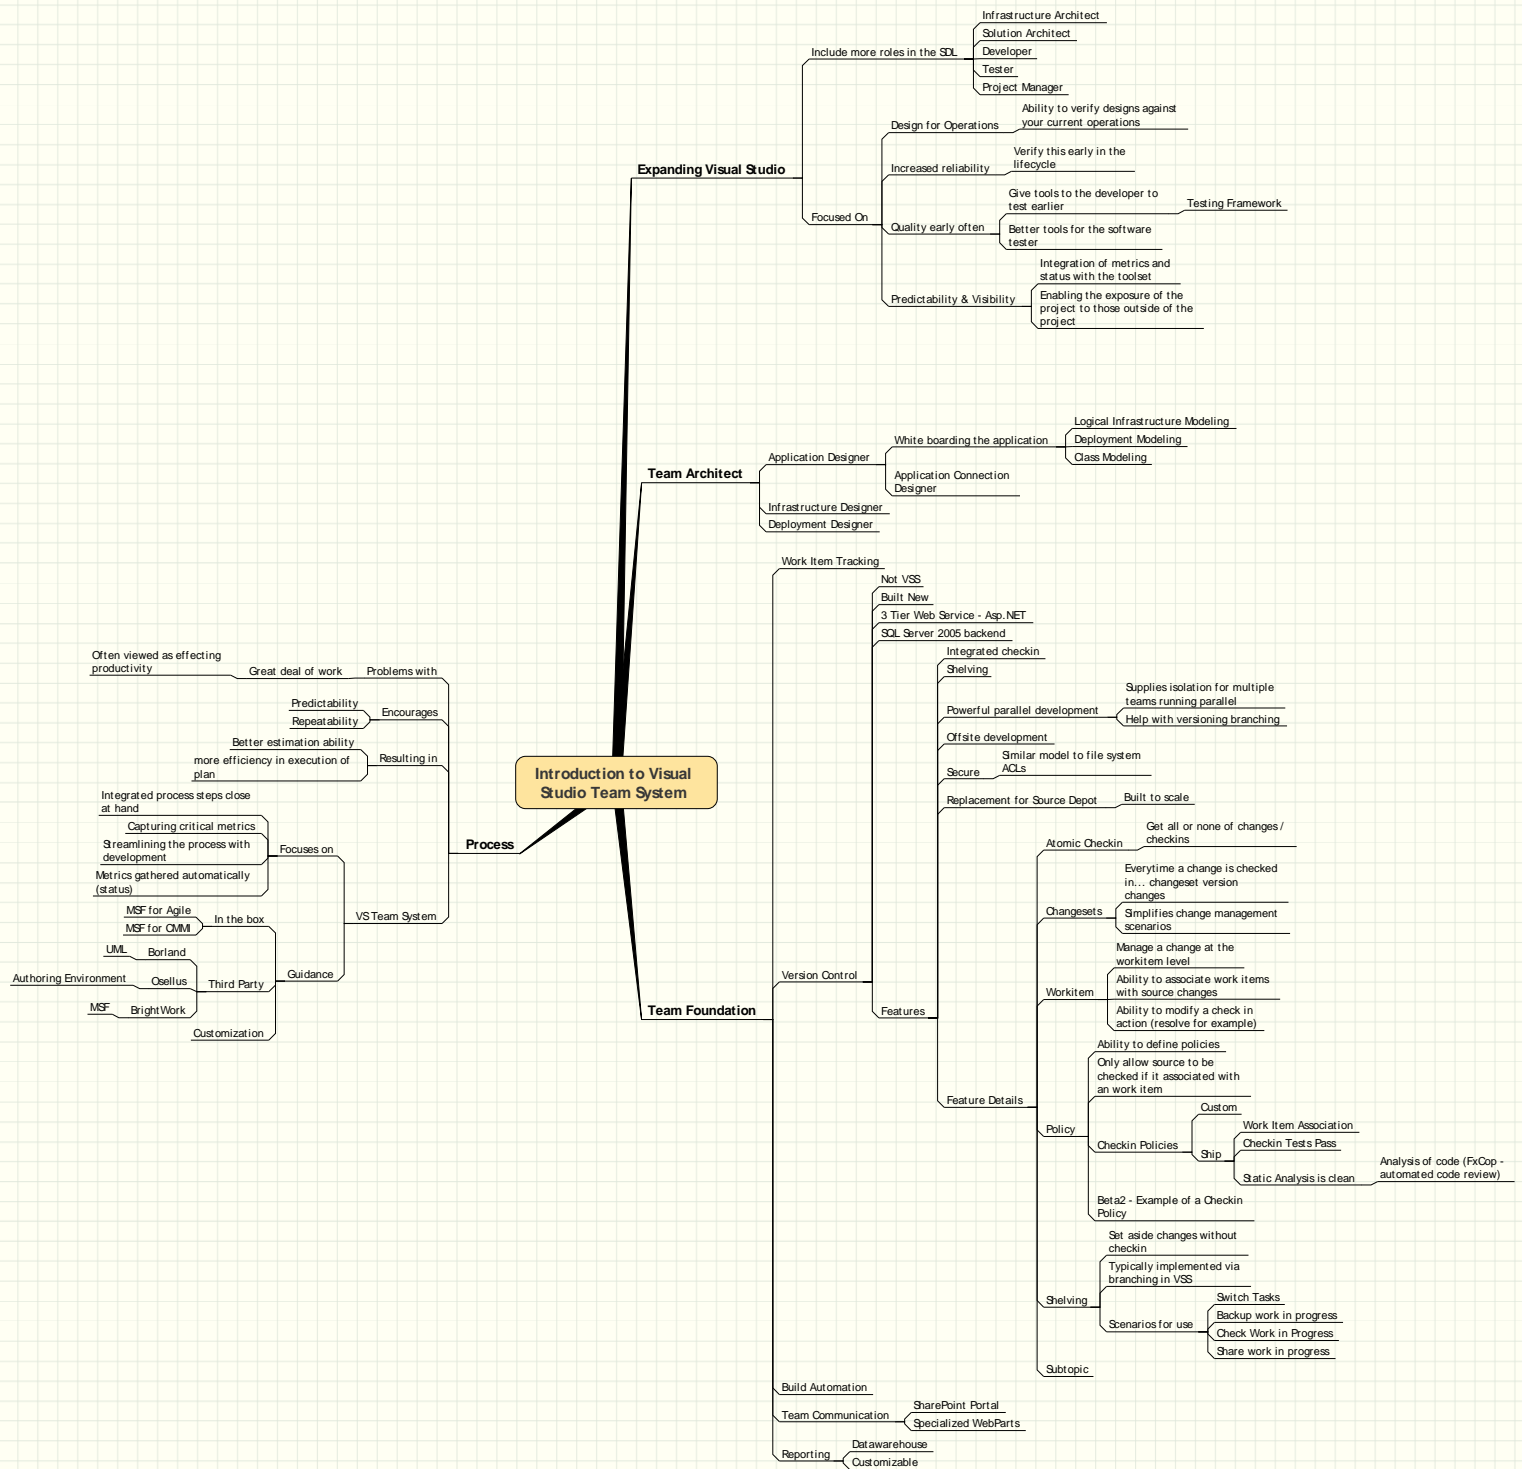 Introduction to Visual
Studio Team System
Expanding Visual Studio
Include more roles in the SDL
Infrastructure Architect
Solution Architect
Developer
Tester
Project Manager
Focused On
Design for Operations
Ability to verify designs against
your current operations
Increased reliability
Verify this early in the
lifecycle
Quality early often
Give tools to the developer to
test earlier
Testing Framework
Better tools for the software
tester
Predictability & Visibility
Integration of metrics and
status with the toolset
Enabling the exposure of the
project to those outside of the
project
Team Architect
Application Designer
White boarding the application
Logical Infrastructure Modeling
Deployment Modeling
Class Modeling
Application Connection
Designer
Infrastructure Designer
Deployment Designer
Team Foundation
Work Item Tracking
Version Control
Not VSS
Built New
3 Tier Web Service - Asp.NET
SQL Server 2005 backend
Features
Integrated checkin
Shelving
Powerful parallel development
Supplies isolation for multiple
teams running parallel
Help with versioning branching
Offsite development
Secure
Similar model to file system
ACLs
Replacement for Source Depot
Built to scale
Feature Details
Atomic Checkin
Get all or none of changes /
checkins
Changesets
Everytime a change is checked
in... changeset version
changes
Simplifies change management
scenarios
Workitem
Manage a change at the
workitem level
Ability to associate work items
with source changes
Ability to modify a check in
action (resolve for example)
Policy
Ability to define policies
Only allow source to be
checked if it associated with
an work item
Checkin Policies
Custom
Ship
Work Item Association
Checkin Tests Pass
Static Analysis is clean
Analysis of code (FxCop -
automated code review)
Beta2 - Example of a Checkin
Policy
Shelving
Set aside changes without
checkin
Typically implemented via
branching in VSS
Scenarios for use
Switch Tasks
Backup work in progress
Check Work in Progress
Share work in progress
Subtopic
Build Automation
Team Communication
SharePoint Portal
Specialized WebParts
Reporting
Datawarehouse
Customizable
Process
Problems with
Great deal of work
Often viewed as effecting
productivity
Encourages
Predictability
Repeatability
Resulting in
Better estimation ability
more efficiency in execution of
plan
VS Team System
Focuses on
Integrated process steps close
at hand
Capturing critical metrics
Streamlining the process with
development
Metrics gathered automatically
(status)
Guidance
In the box
MSF for Agile
MSF for CMMI
Third Party
Borland
UML
Osellus
Authoring Environment
BrightWork
MSF
Customization